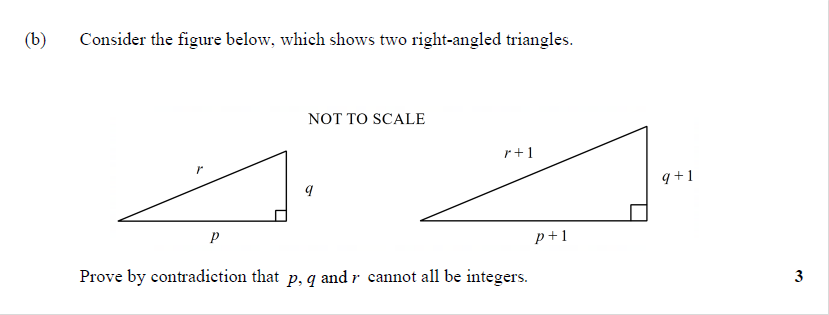 (b) Consider the figure below, which shows two right-angled triangles.
NOT TO SCALE
r + 1
r
q + 1
q
p
p + 1
Prove by contradiction that p, q and r cannot all be integers. 3